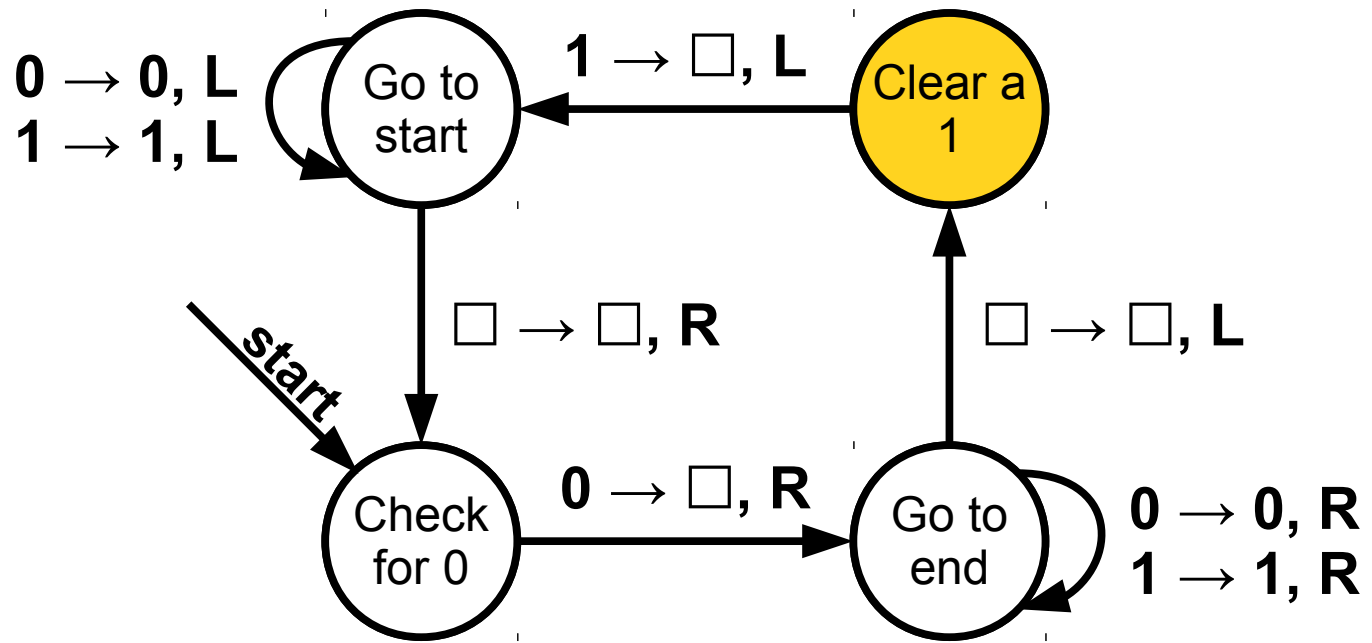 0 → 0, L
1 → 1, L
Go to
start
1 → □, L
Clear a
1
□ → □, R
□ → □, L
start
Check
for 0
0 → □, R
Go to
end
0 → 0, R
1 → 1, R